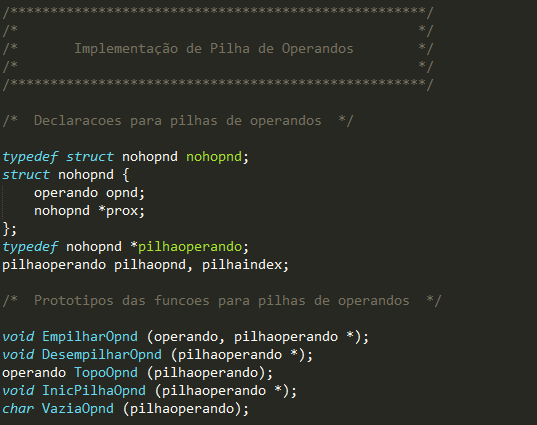 /****************************************************/
/*                                                  */
/*       Implementação de Pilha de Operandos        */
/*                                                  */
/****************************************************/
/*  Declaracoes para pilhas de operandos  */
typedef struct nohopnd nohopnd;
struct nohopnd {
    operando opnd;
    nohopnd *prox;
};
typedef nohopnd *pilhaoperando;
pilhaoperando pilhaopnd, pilhaindex;
/*  Prototipos das funcoes para pilhas de operandos  */
void EmpilharOpnd (operando, pilhaoperando *);
void DesempilharOpnd (pilhaoperando *);
operando TopoOpnd (pilhaoperando);
void InicPilhaOpnd (pilhaoperando *);
char VaziaOpnd (pilhaoperando);